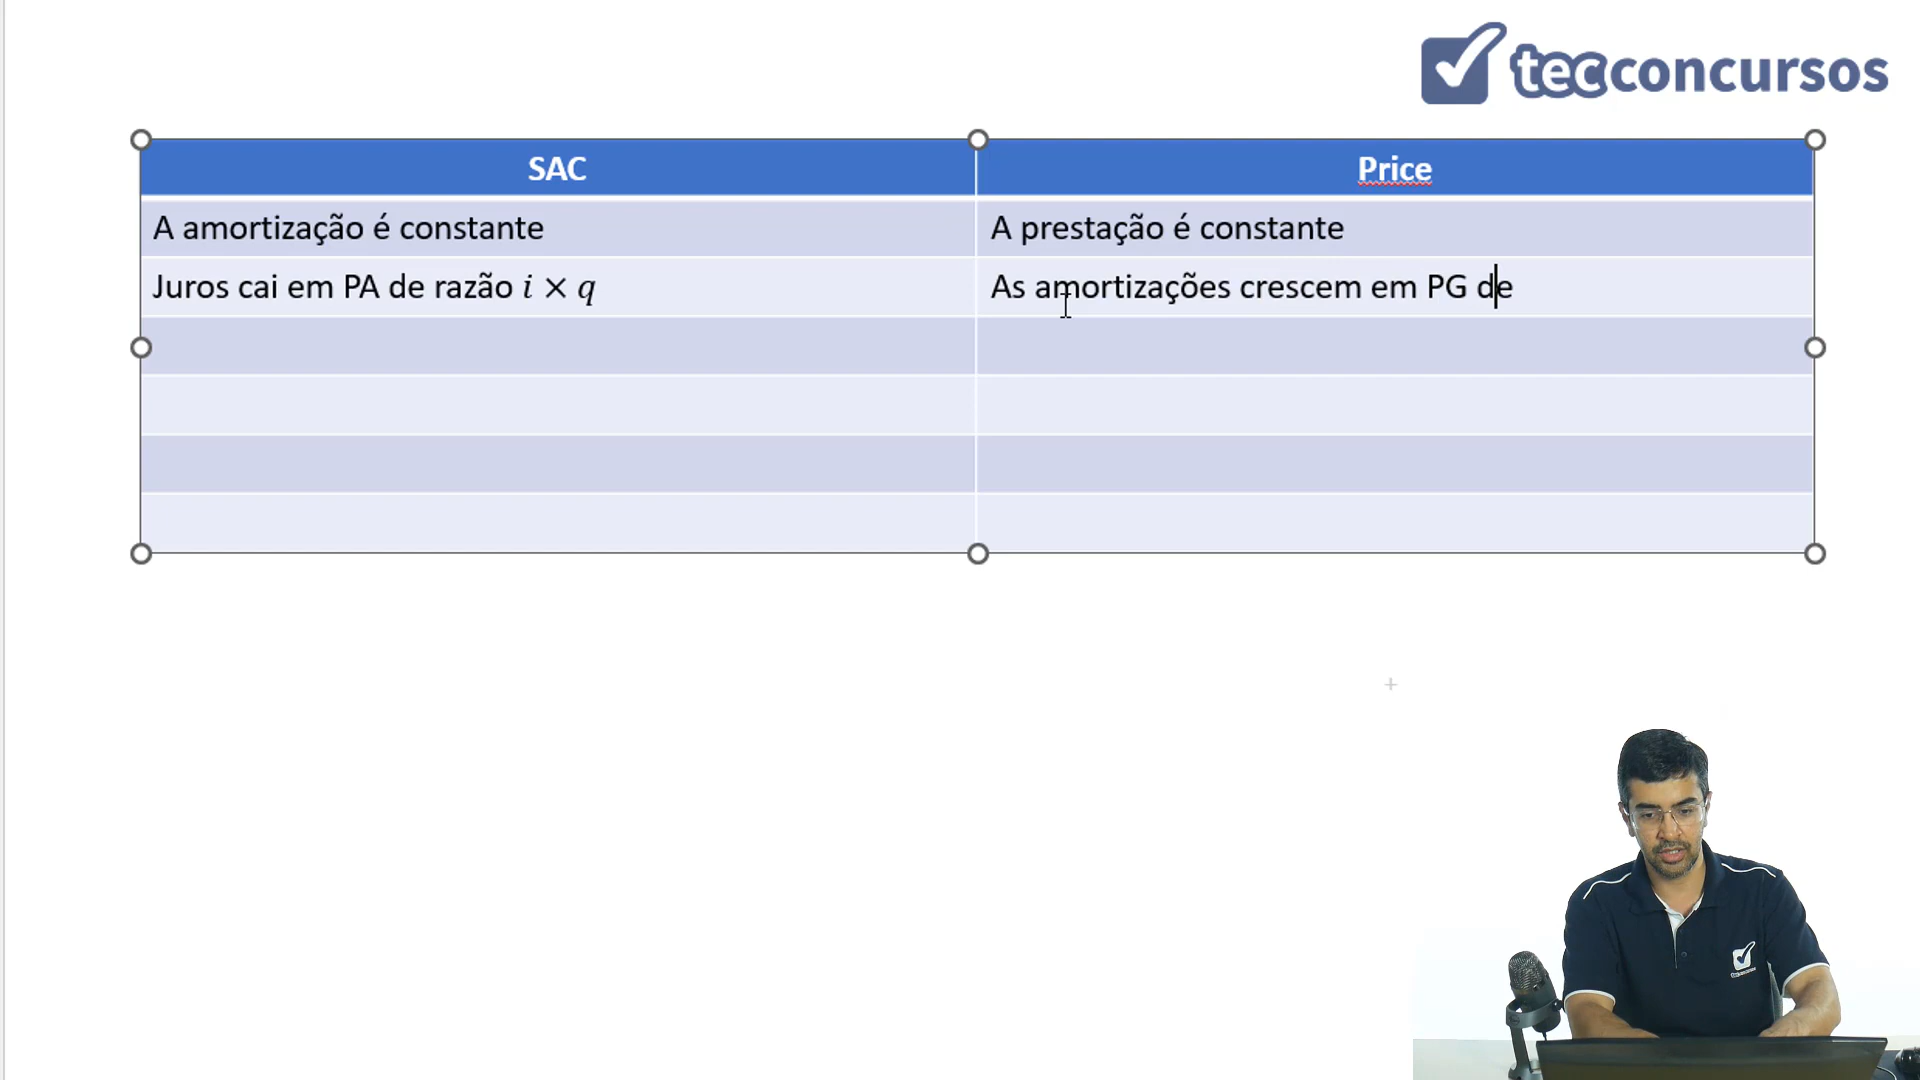 tecconcursos
SAC
Price
A amortização é constante
A prestação é constante
Juros cai em PA de razão i × q
As amortizações crescem em PG de